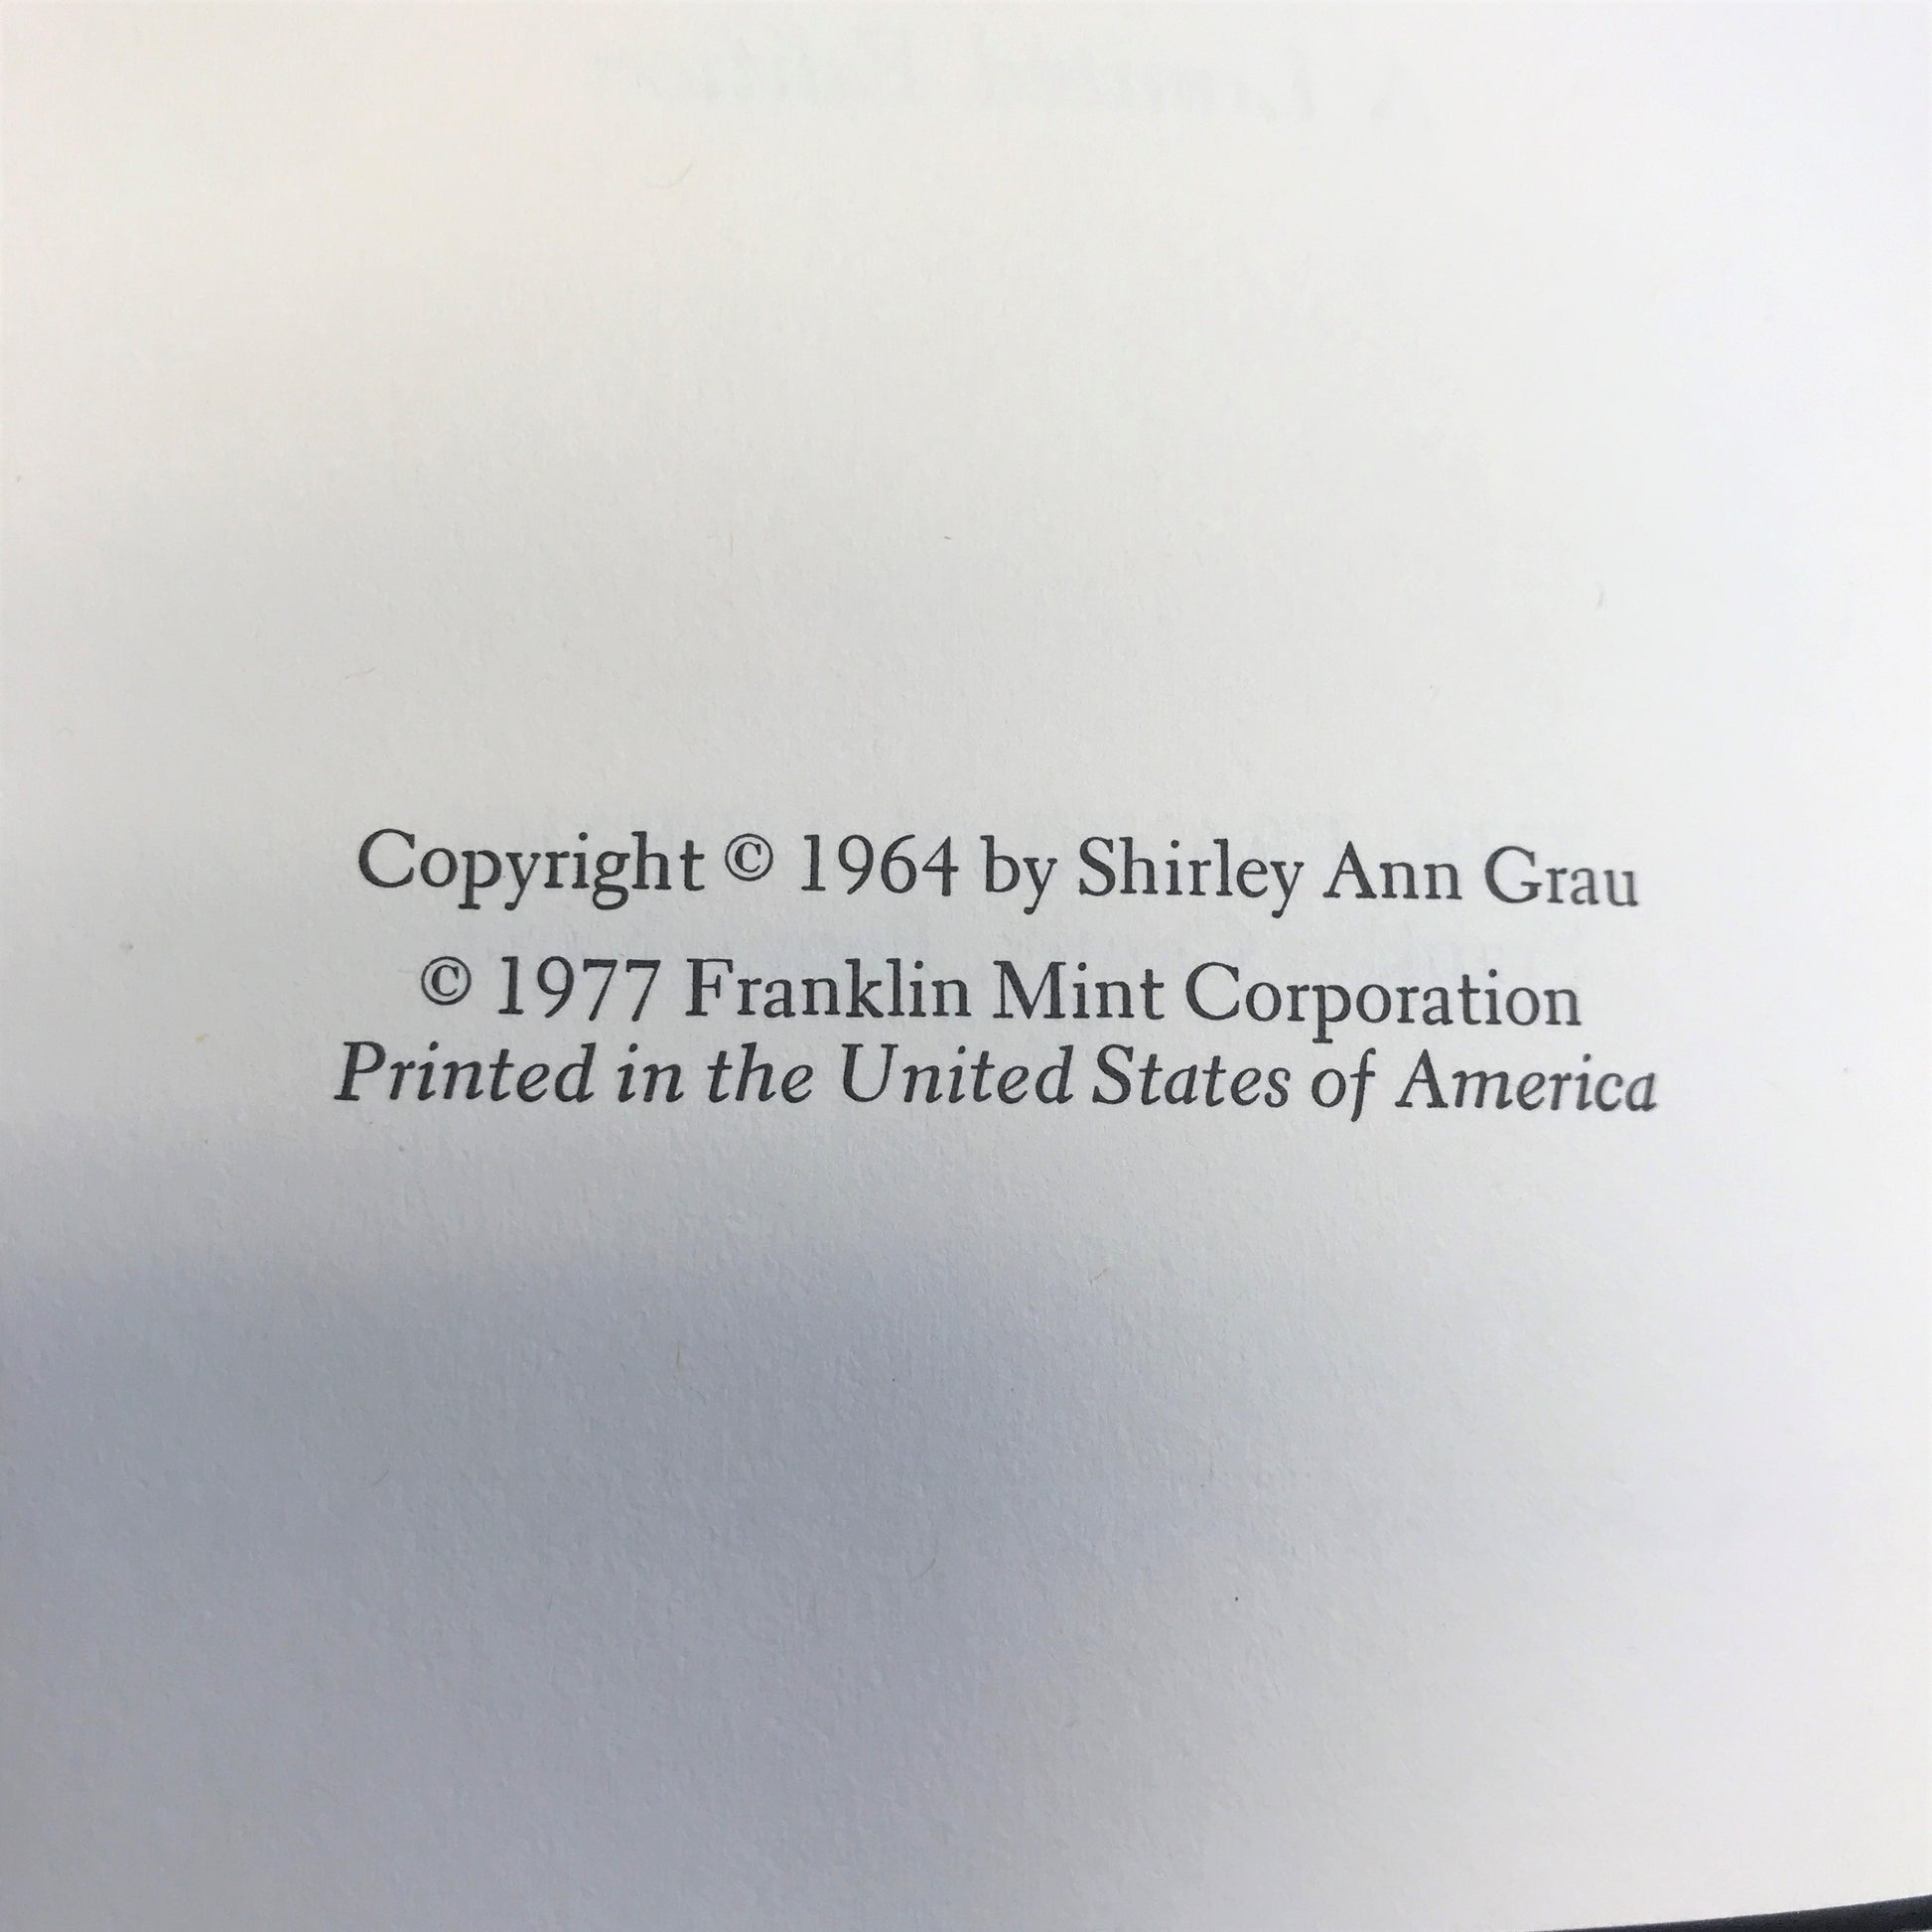 Copyright © 1964 by Shirley Ann Grau
© 1977 Franklin Mint Corporation
Printed in the United States of America